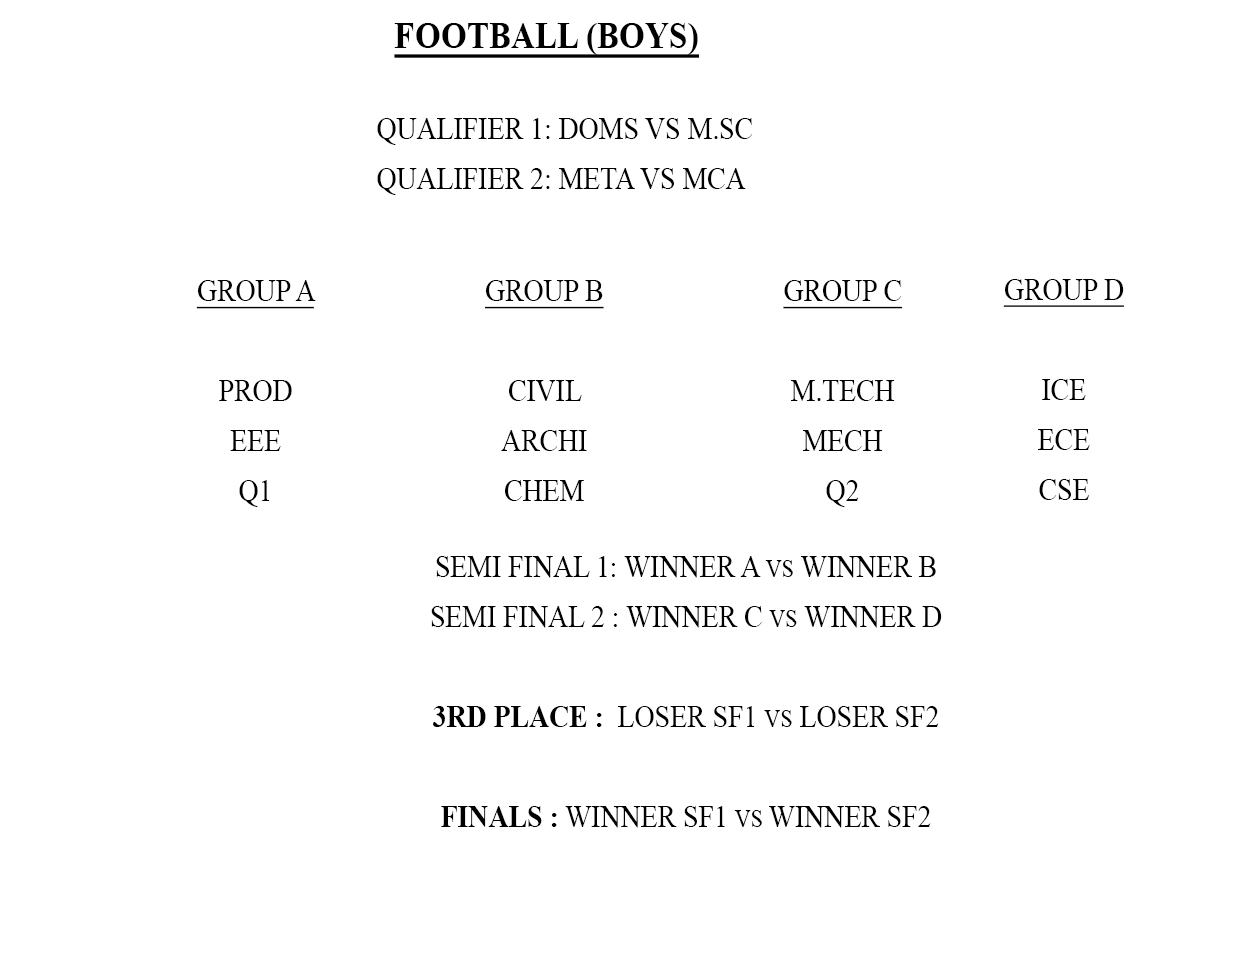 FOOTBALL (BOYS)
QUALIFIER 1: DOMS VS M.SC
QUALIFIER 2: META VS MCA
GROUP A GROUP B GROUP C GROUP D
PROD CIVIL M.TECH ICE
EEE ARCHI MECH ECE
Q1 CHEM Q2 CSE
SEMI FINAL 1: WINNER A VS WINNER B
SEMI FINAL 2 : WINNER C VS WINNER D
3RD PLACE : LOSER SF1 VS LOSER SF2
FINALS : WINNER SF1 VS WINNER SF2